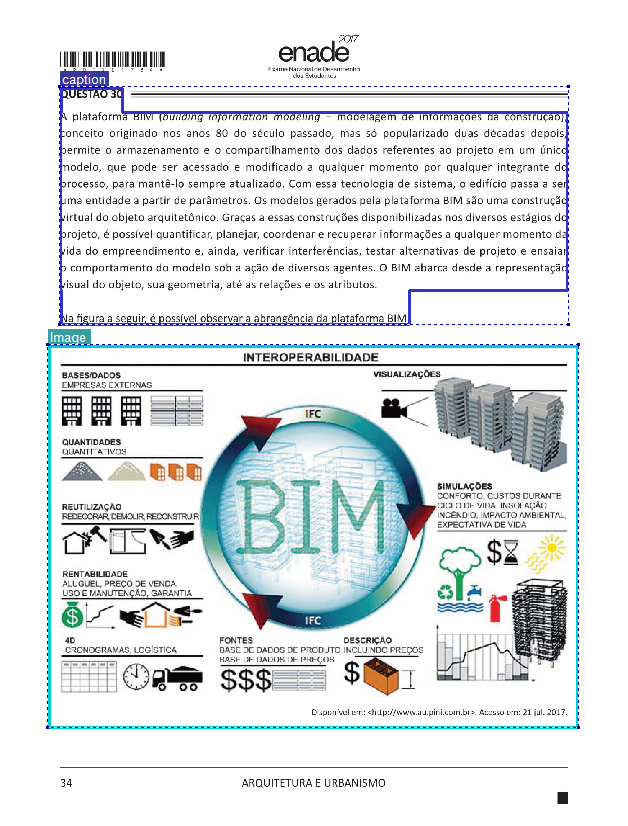 enade
2017
Exame Nacional de Desempenho
dos Estudantes
caption
QUESTÃO 30
A plataforma BIM (building information modeling – modelagem de informações da construção),
conceito originado nos anos 80 do século passado, mas só popularizado duas décadas depois,
permite o armazenamento e o compartilhamento dos dados referentes ao projeto em um único
modelo, que pode ser acessado e modificado a qualquer momento por qualquer integrante do
processo, para mantê-lo sempre atualizado. Com essa tecnologia de sistema, o edifício passa a ser
uma entidade a partir de parâmetros. Os modelos gerados pela plataforma BIM são uma construção
virtual do objeto arquitetônico. Graças a essas construções disponibilizadas nos diversos estágios do
projeto, é possível quantificar, planejar, coordenar e recuperar informações a qualquer momento da
vida do empreendimento e, ainda, verificar interferências, testar alternativas de projeto e ensaiar
o comportamento do modelo sob a ação de diversos agentes. O BIM abarca desde a representação
visual do objeto, sua geometria, até as relações e os atributos.
Na figura a seguir, é possível observar a abrangência da plataforma BIM.
Image
INTEROPERABILIDADE
BASES/DADOS
EMPRESAS EXTERNAS
QUANTIDADES
QUANTITATIVOS
REUTILIZAÇÃO
REDECORAR, DEMOLIR, RECONSTRUIR
RENTABILIDADE
ALUGUEL, PREÇO DE VENDA,
USO E MANUTENÇÃO, GARANTIA
$
4D
CRONOGRAMAS, LOGÍSTICA
IFC
BIM
IFC
FONTES
BASE DE DADOS DE PRODUTO
BASE DE DADOS DE PREÇOS
$$$
DESCRIÇÃO
INCLUINDO PREÇOS
$
VISUALIZAÇÕES
SIMULAÇÕES
CONFORTO, CUSTOS DURANTE
CICLO DE VIDA, INSOLAÇÃO,
INCÊNDIO, IMPACTO AMBIENTAL,
EXPECTATIVA DE VIDA
$
Disponível em: <http://www.au.pini.com.br>. Acesso em: 21 jul. 2017.
34
ARQUITETURA E URBANISMO